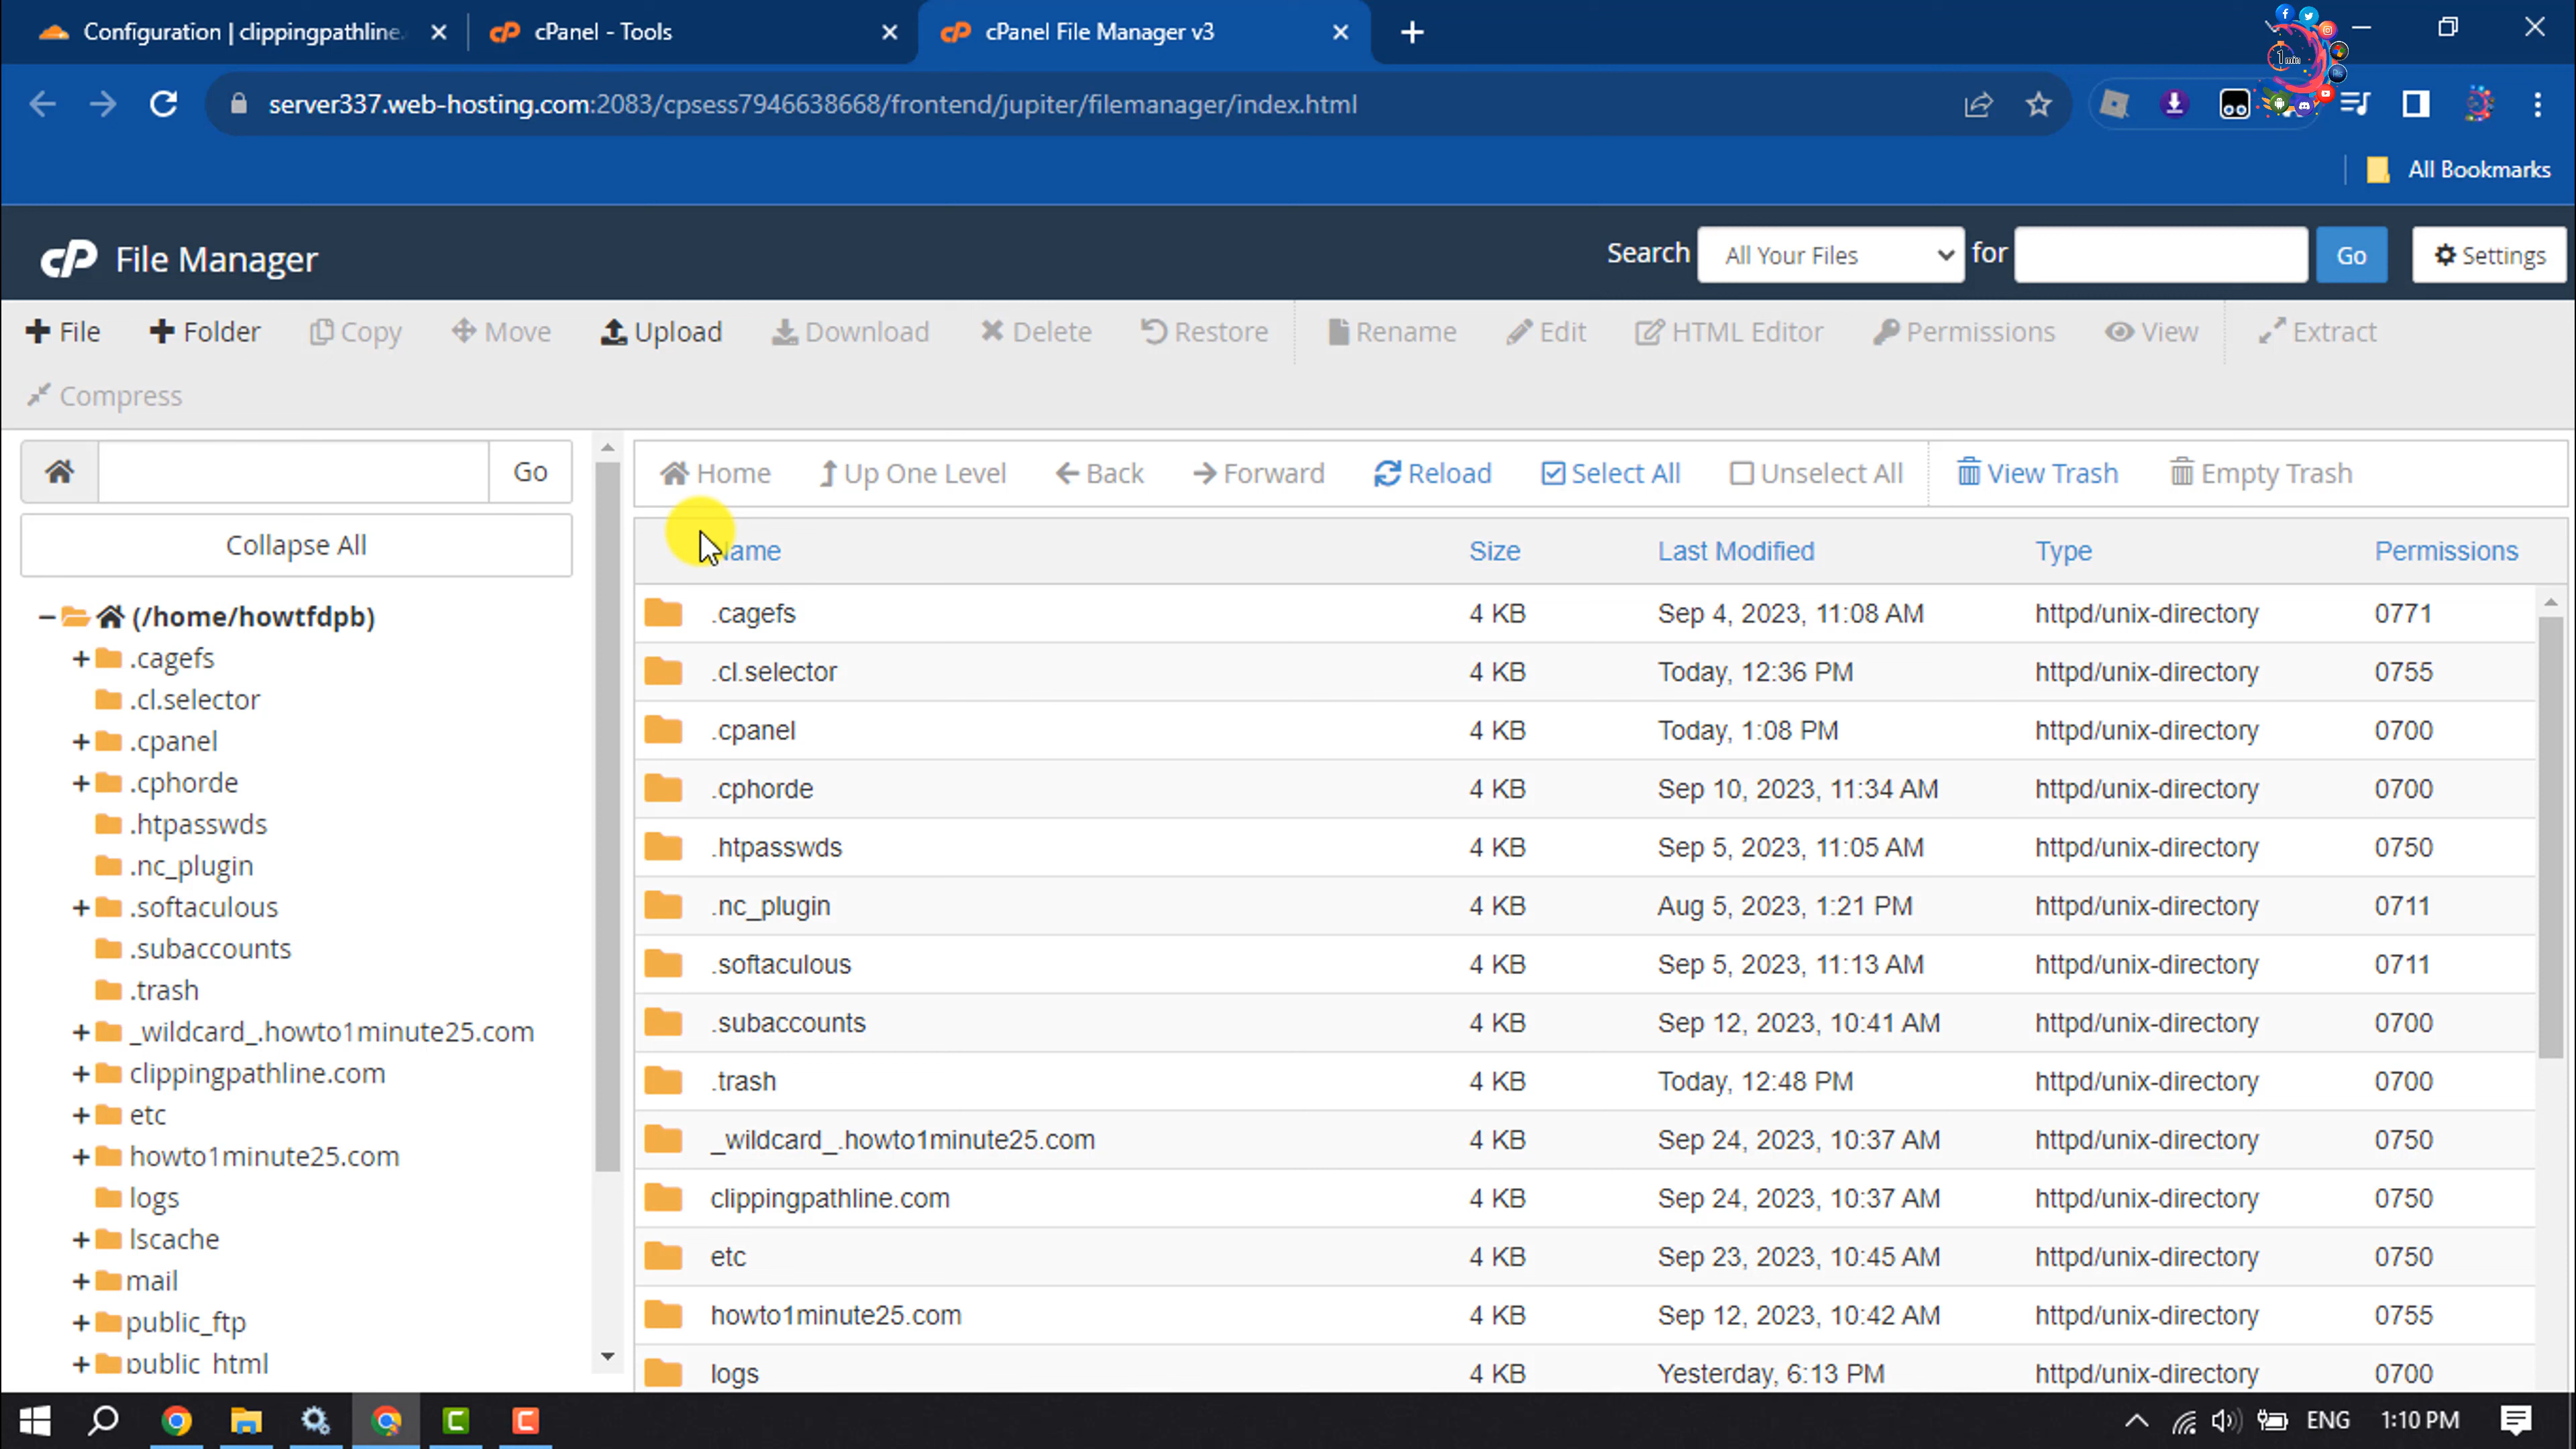 Configuration | clippingpathline. cPanel - Tools cPanel File Manager v3
server337.web-hosting.com:2083/cpsess7946638668/frontend/jupiter/filemanager/index.html
1min
All Bookmarks
cP File Manager Search All Your Files for Go Settings
File Folder Copy Move Upload Download Delete Restore Rename Edit HTML Editor Permissions View Extract
Compress
Go
Collapse All
(/home/howtfdpb)
.cagefs
.cl.selector
.cpanel
.cphorde
.htpasswds
.nc_plugin
.softaculous
.subaccounts
.trash
_wildcard_.howto1minute25.com
clippingpathline.com
etc
howto1minute25.com
logs
lscache
mail
public_ftp
public_html
Home Up One Level Back Forward Reload Select All Unselect All View Trash Empty Trash
Name Size Last Modified Type Permissions
.cagefs 4 KB Sep 4, 2023, 11:08 AM httpd/unix-directory 0771
.cl.selector 4 KB Today, 12:36 PM httpd/unix-directory 0755
.cpanel 4 KB Today, 1:08 PM httpd/unix-directory 0700
.cphorde 4 KB Sep 10, 2023, 11:34 AM httpd/unix-directory 0700
.htpasswds 4 KB Sep 5, 2023, 11:05 AM httpd/unix-directory 0750
.nc_plugin 4 KB Aug 5, 2023, 1:21 PM httpd/unix-directory 0711
.softaculous 4 KB Sep 5, 2023, 11:13 AM httpd/unix-directory 0711
.subaccounts 4 KB Sep 12, 2023, 10:41 AM httpd/unix-directory 0700
.trash 4 KB Today, 12:48 PM httpd/unix-directory 0700
_wildcard_.howto1minute25.com 4 KB Sep 24, 2023, 10:37 AM httpd/unix-directory 0750
clippingpathline.com 4 KB Sep 24, 2023, 10:37 AM httpd/unix-directory 0750
etc 4 KB Sep 23, 2023, 10:45 AM httpd/unix-directory 0750
howto1minute25.com 4 KB Sep 12, 2023, 10:42 AM httpd/unix-directory 0755
logs 4 KB Yesterday, 6:13 PM httpd/unix-directory 0700
ENG 1:10 PM